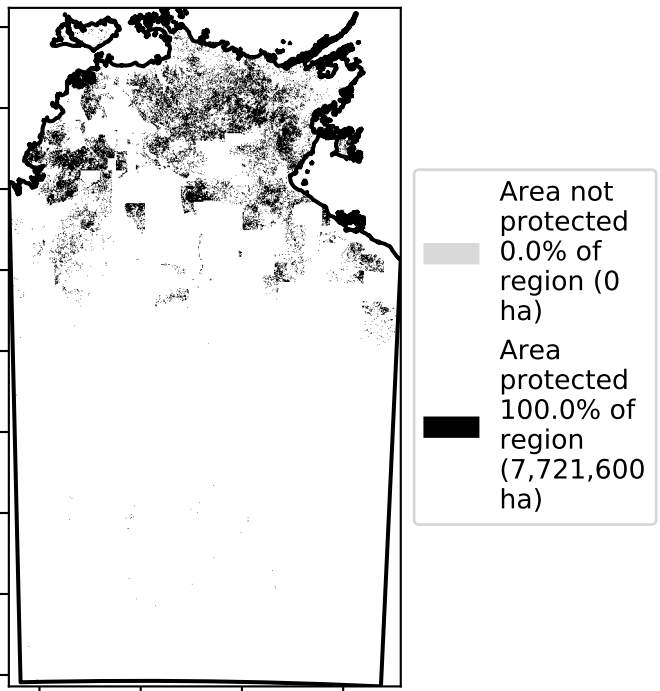 Area not
protected
0.0% of
region (0
ha)
Area
protected
100.0% of
region
(7,721,600
ha)